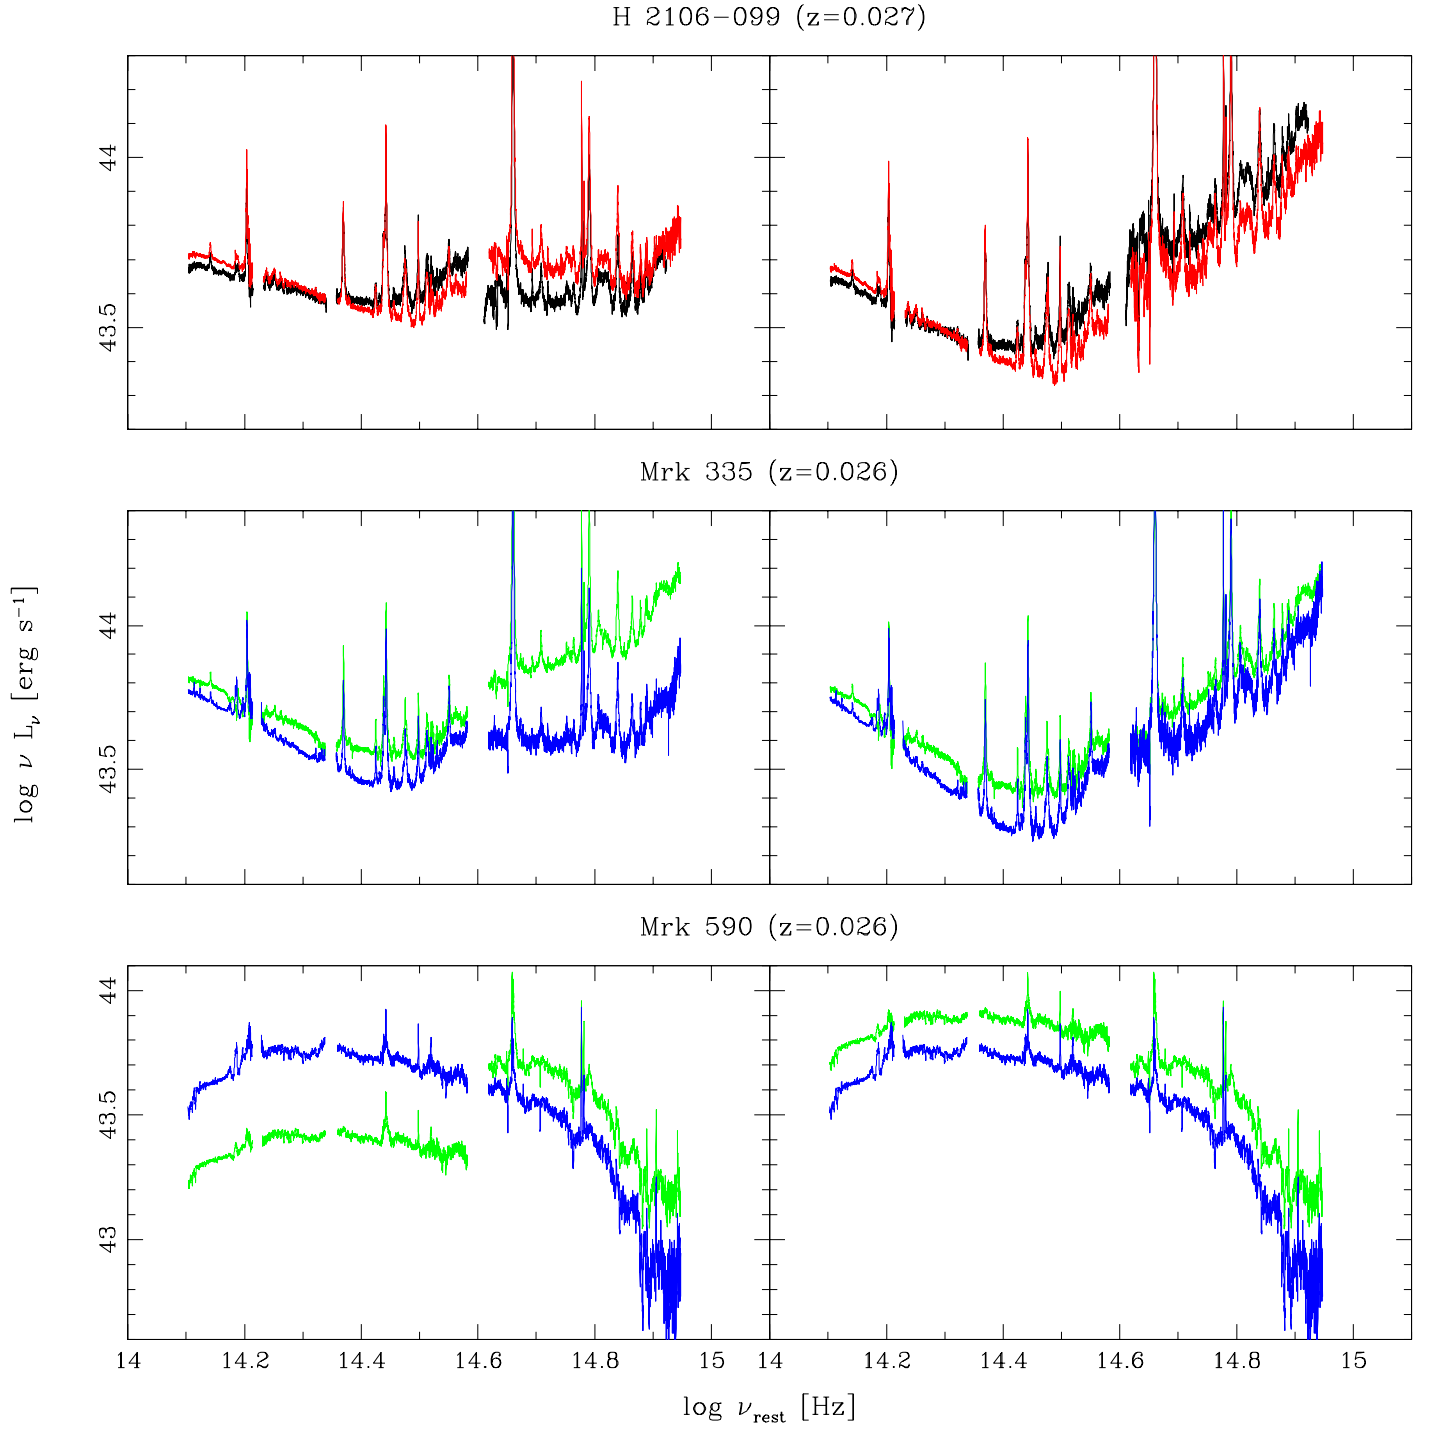 H 2106−099 (z=0.027)
44
43.5
Mrk 335 (z=0.026)
44
43.5
log ν Lν [erg s⁻¹]
Mrk 590 (z=0.026)
44
43.5
43
14 14.2 14.4 14.6 14.8 15 14 14.2 14.4 14.6 14.8 15
log νrest [Hz]